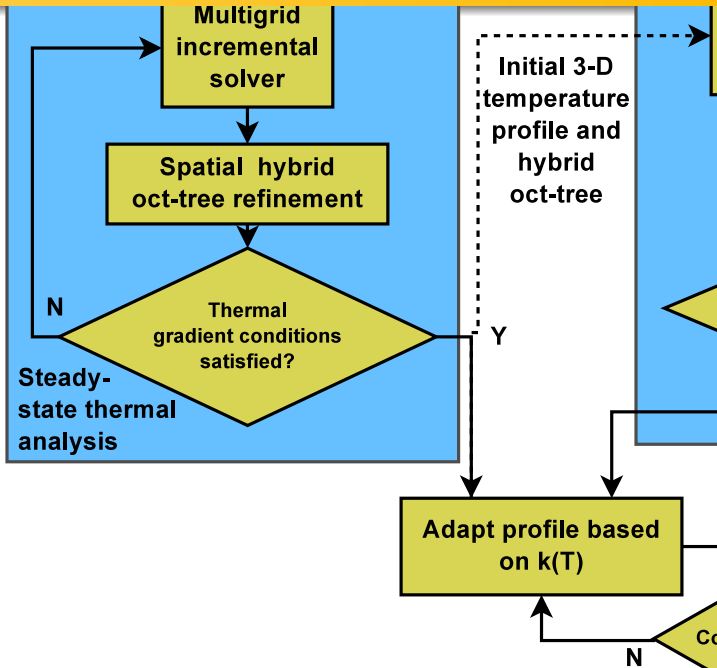 Multigrid
incremental
solver
Spatial hybrid
oct-tree refinement
N
Thermal
gradient conditions
satisfied?
Steady-
state thermal
analysis
Initial 3-D
temperature
profile and
hybrid
oct-tree
Y
Adapt profile based
on k(T)
N